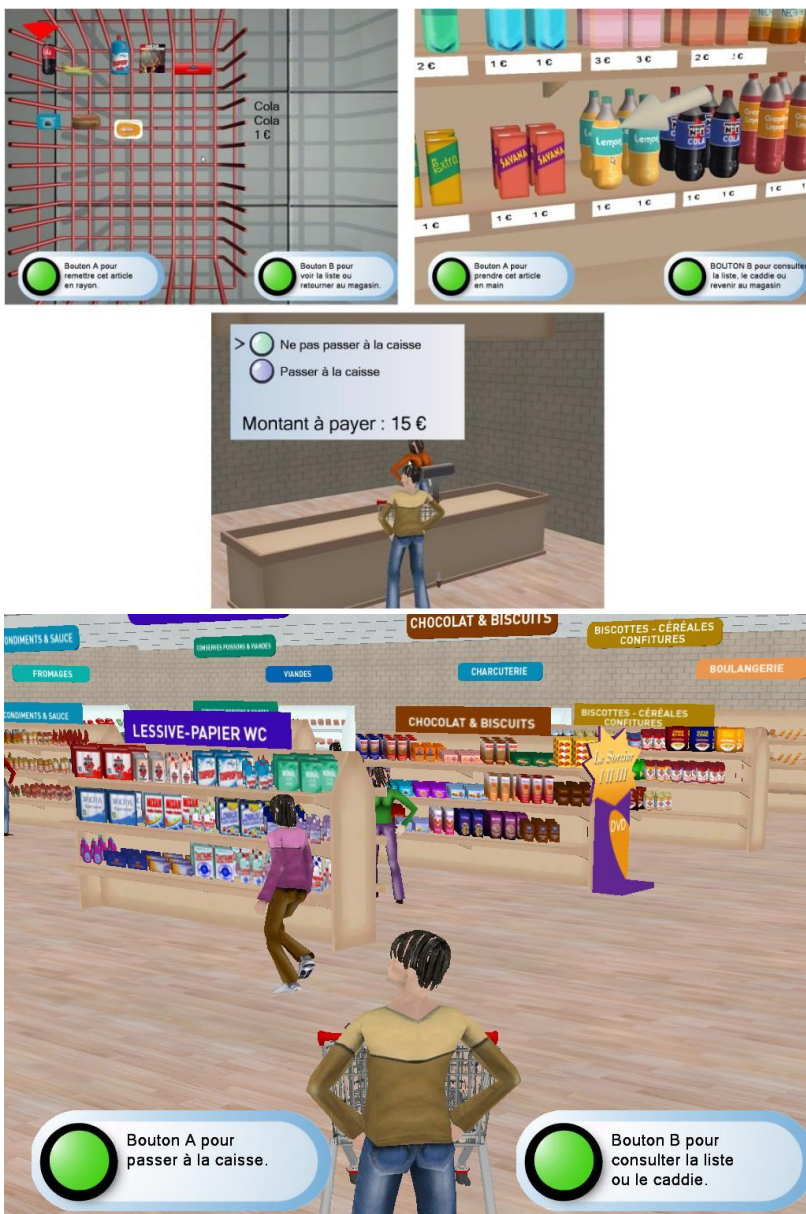 Cola
Cola
1 €
Bouton A pour
remettre cet article
en rayon.
Bouton B pour
voir la liste ou
retourner au magasin.
2 €
1 €
1 €
3 €
3 €
2 €
Extra
SAVANA
SAVANA
Lemon
COLA
1 €
1 €
1 €
1 €
1 €
1 €
1 €
1 €
Bouton A pour
prendre cet article
en main
BOUTON B pour consulter
la liste, le caddie ou
revenir au magasin
> Ne pas passer à la caisse
Passer à la caisse
Montant à payer : 15 €
ONDIMENTS & SAUCE
CONSERVES POISSONS & VIANDES
CHOCOLAT & BISCUITS
BISCOTTES - CÉRÉALES
CONFITURES
FROMAGES
VIANDES
CHARCUTERIE
BOULANGERIE
CONDIMENTS & SAUCE
LESSIVE-PAPIER WC
CHOCOLAT & BISCUITS
BISCOTTES - CÉRÉALES
CONFITURES
DVD
Bouton A pour
passer à la caisse.
Bouton B pour
consulter la liste
ou le caddie.